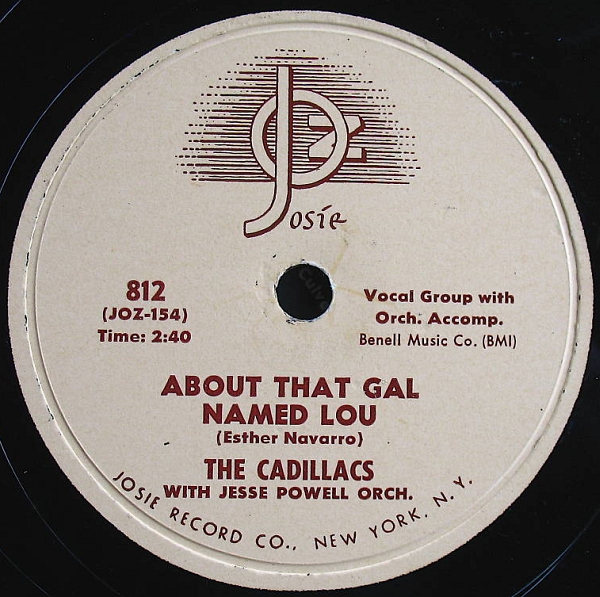 JOZ
Josie
812
(JOZ-154)
Time: 2:40
Vocal Group with
Orch. Accomp.
Benell Music Co. (BMI)
ABOUT THAT GAL
NAMED LOU
(Esther Navarro)
THE CADILLACS
WITH JESSE POWELL ORCH.
JOSIE RECORD CO., NEW YORK, N.Y.